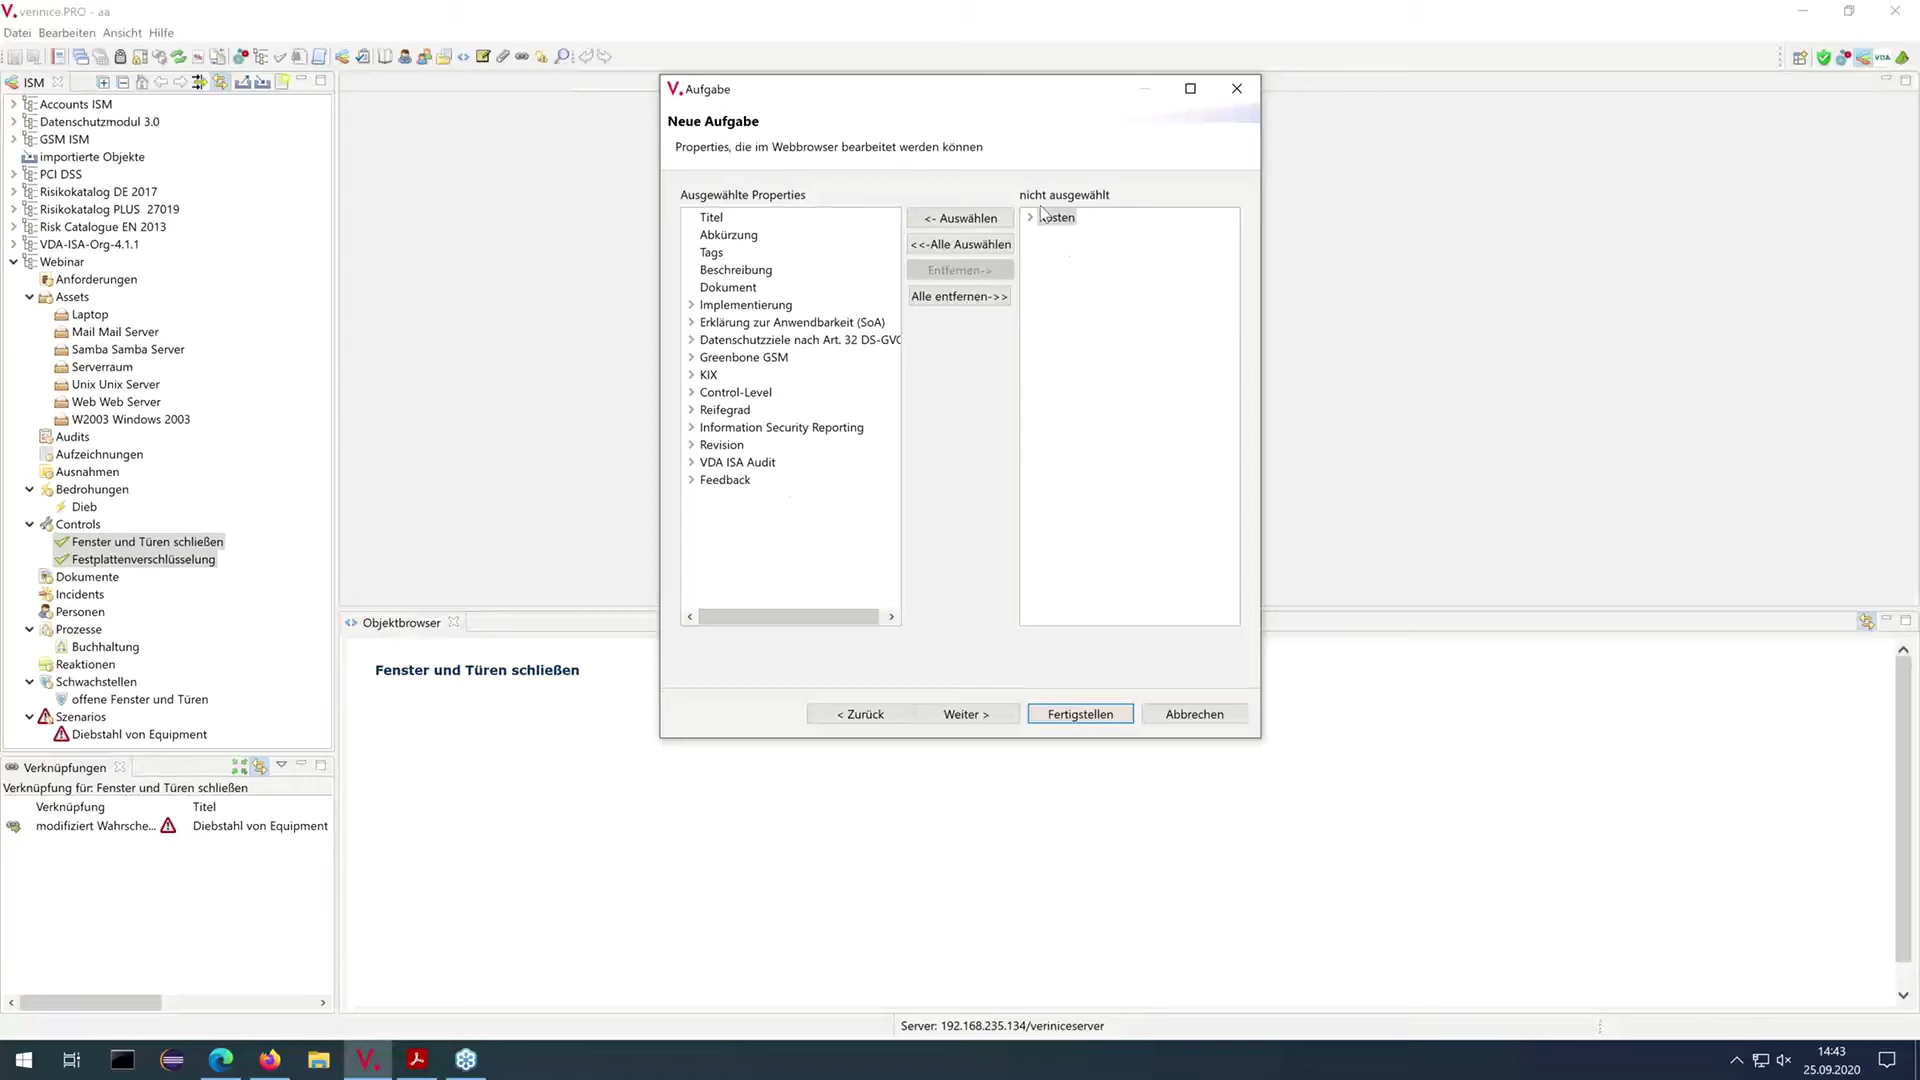 verinice.PRO - aa
Datei Bearbeiten Ansicht Hilfe
VDA
ISM
Accounts ISM
Datenschutzmodul 3.0
GSM ISM
importierte Objekte
PCI DSS
Risikokatalog DE 2017
Risikokatalog PLUS 27019
Risk Catalogue EN 2013
VDA-ISA-Org-4.1.1
Webinar
Anforderungen
Assets
Laptop
Mail Mail Server
Samba Samba Server
Serverraum
Unix Unix Server
Web Web Server
W2003 Windows 2003
Audits
Aufzeichnungen
Ausnahmen
Bedrohungen
Dieb
Controls
Fenster und Türen schließen
Festplattenverschlüsselung
Dokumente
Incidents
Personen
Prozesse
Buchhaltung
Reaktionen
Schwachstellen
offene Fenster und Türen
Szenarios
Diebstahl von Equipment
Verknüpfungen
Verknüpfung für: Fenster und Türen schließen
Verknüpfung Titel
modifiziert Wahrsche... Diebstahl von Equipment
Aufgabe
Neue Aufgabe
Properties, die im Webbrowser bearbeitet werden können
Ausgewählte Properties
Titel
Abkürzung
Tags
Beschreibung
Dokument
Implementierung
Erklärung zur Anwendbarkeit (SoA)
Datenschutzziele nach Art. 32 DS-GVO
Greenbone GSM
KIX
Control-Level
Reifegrad
Information Security Reporting
Revision
VDA ISA Audit
Feedback
<- Auswählen
<<-Alle Auswählen
Entfernen->
Alle entfernen->>
nicht ausgewählt
Kosten
< Zurück
Weiter >
Fertigstellen
Abbrechen
Objektbrowser
Fenster und Türen schließen
Server: 192.168.235.134/veriniceserver
14:43
25.09.2020